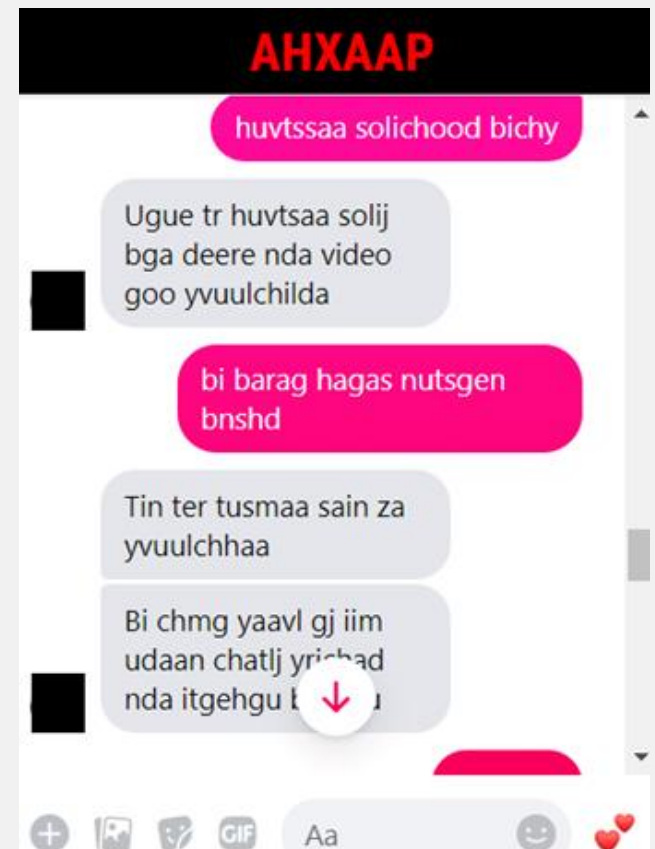 AHXAAP
huvtssaa solichood bichy
Ugue tr huvtsaa solij
bga deere nda video
goo yvuulchilda
bi barag hagas nutsgen
bnshd
Tin ter tusmaa sain za
yvuulchhaa
Bi chmg yaavl gj iim
udaan chatlj yrichad
nda itgehgu
GIF
Aa